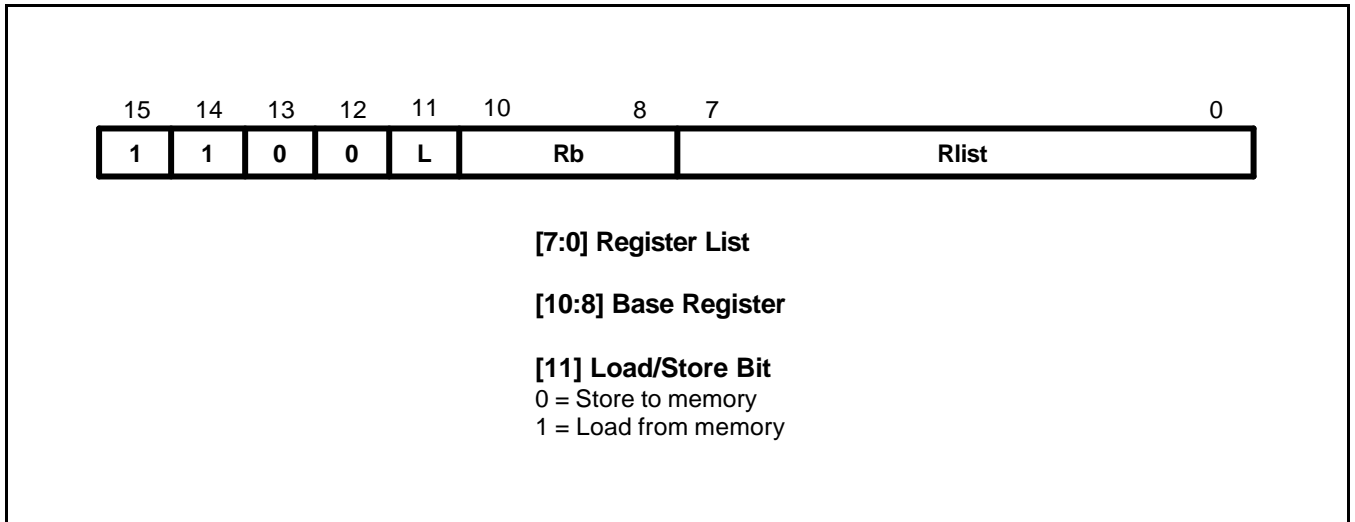 15 14 13 12 11 10 8 7 0
1 1 0 0 L Rb Rlist
[7:0] Register List
[10:8] Base Register
[11] Load/Store Bit
0 = Store to memory
1 = Load from memory